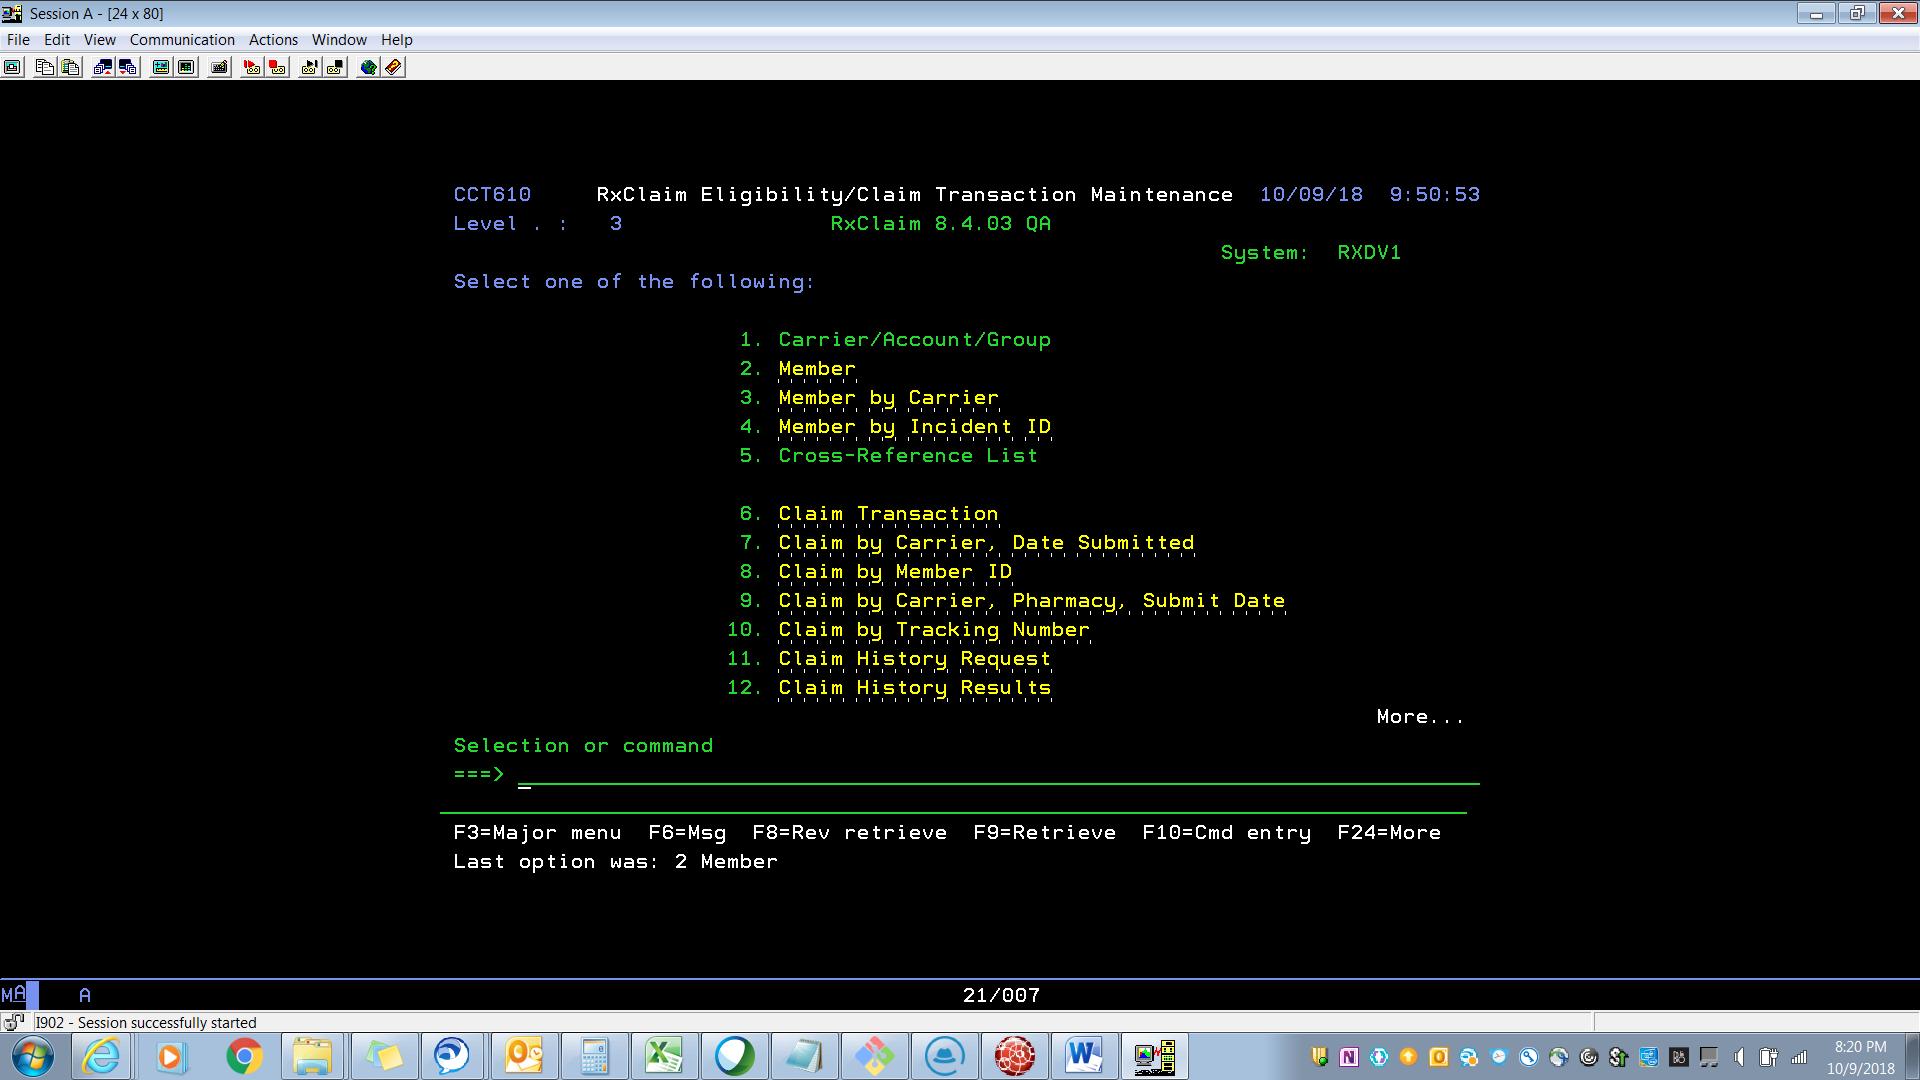 Session A - [24 x 80]
File Edit View Communication Actions Window Help
CCT610 RxClaim Eligibility/Claim Transaction Maintenance 10/09/18 9:50:53
Level . : 3 RxClaim 8.4.03 QA
System: RXDV1
Select one of the following:
1. Carrier/Account/Group
2. Member
3. Member by Carrier
4. Member by Incident ID
5. Cross-Reference List
6. Claim Transaction
7. Claim by Carrier, Date Submitted
8. Claim by Member ID
9. Claim by Carrier, Pharmacy, Submit Date
10. Claim by Tracking Number
11. Claim History Request
12. Claim History Results
More...
Selection or command
===>
F3=Major menu F6=Msg F8=Rev retrieve F9=Retrieve F10=Cmd entry F24=More
Last option was: 2 Member
MA A 21/007
I902 - Session successfully started
8:20 PM
10/9/2018